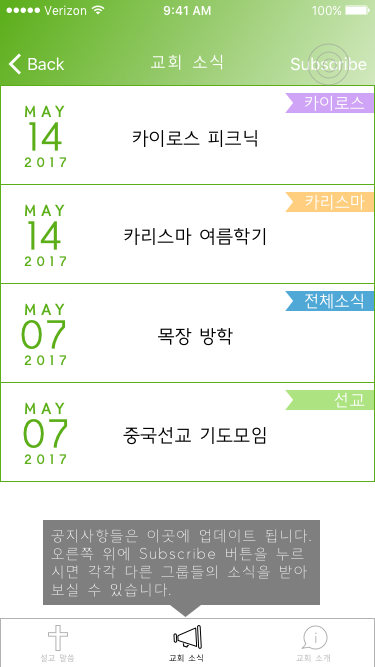 Verizon 9:41 AM 100%
Back 교회 소식 Subscribe
카이로스
MAY
14
2017
카이로스 피크닉
카리스마
MAY
14
2017
카리스마 여름학기
전체소식
MAY
07
2017
목장 방학
선교
MAY
07
2017
중국선교 기도모임
공지사항들은 이곳에 업데이트 됩니다.
오른쪽 위에 Subscribe 버튼을 누르
시면 각각 다른 그룹들의 소식을 받아
보실 수 있습니다.
설교 말씀 교회 소식 교회 소개